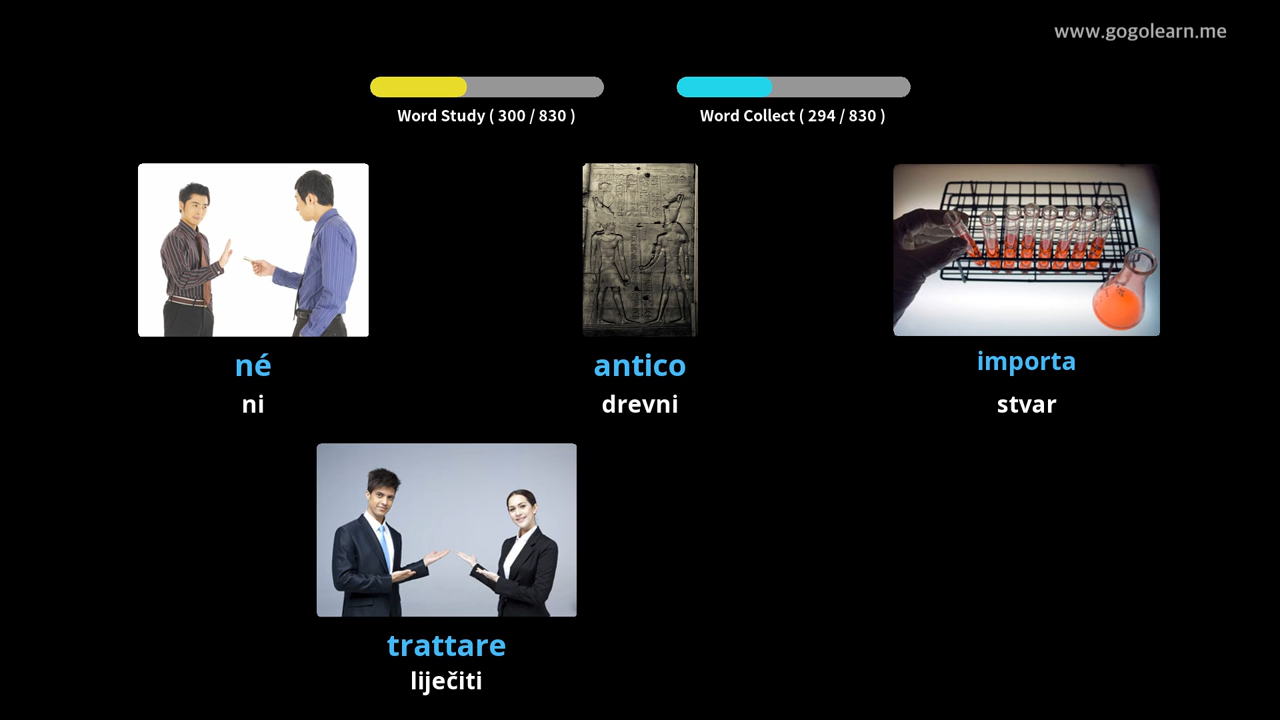 www.gogolearn.me
Word Study ( 300 / 830 )
Word Collect ( 294 / 830 )
né
antico
importa
ni
drevni
stvar
trattare
liječiti